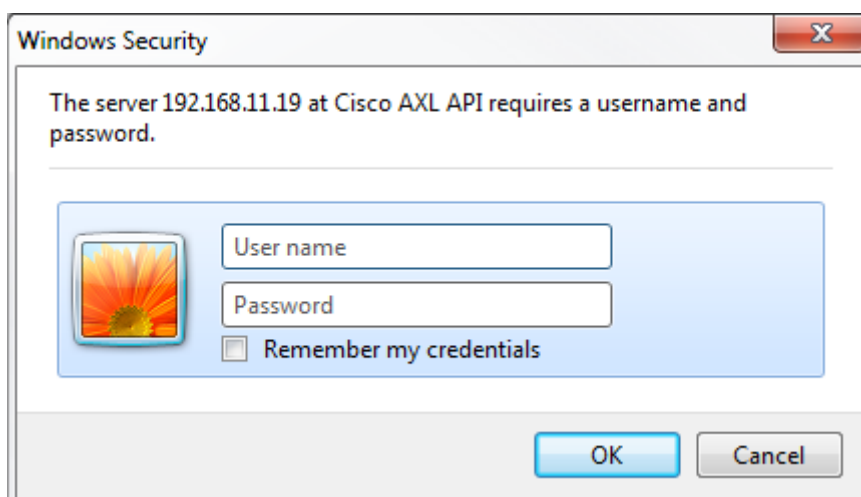 Windows Security
The server 192.168.11.19 at Cisco AXL API requires a username and
password.
User name
Password
Remember my credentials
OK
Cancel